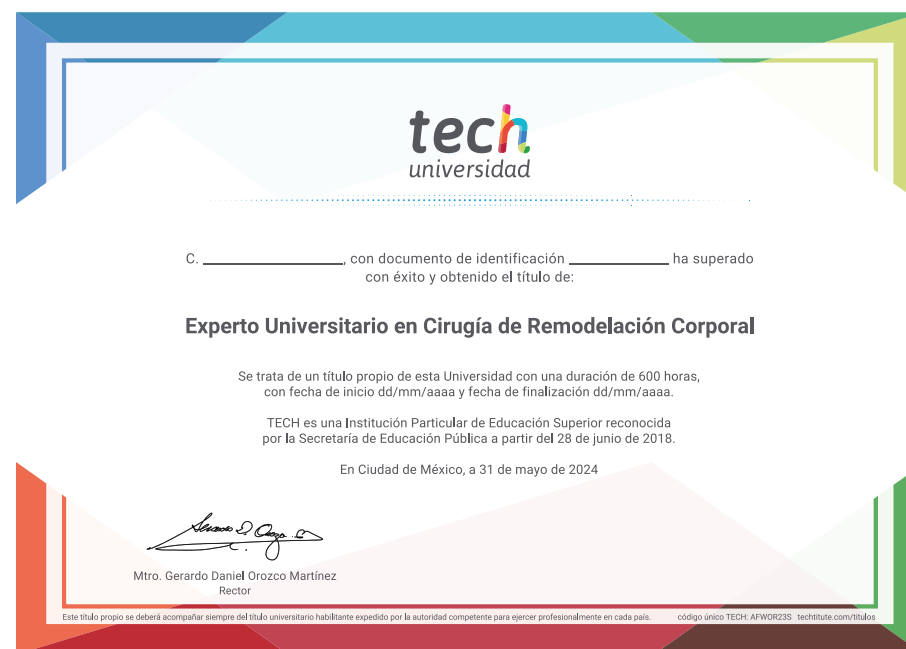 tech
universidad
C. ____________________, con documento de identificación ______________ ha superado
con éxito y obtenido el título de:
Experto Universitario en Cirugía de Remodelación Corporal
Se trata de un título propio de esta Universidad con una duración de 600 horas,
con fecha de inicio dd/mm/aaaa y fecha de finalización dd/mm/aaaa.
TECH es una Institución Particular de Educación Superior reconocida
por la Secretaría de Educación Pública a partir del 28 de junio de 2018.
En Ciudad de México, a 31 de mayo de 2024
Mtro. Gerardo Daniel Orozco Martínez
Rector
Este título propio se deberá acompañar siempre del título universitario habilitante expedido por la autoridad competente para ejercer profesionalmente en cada país. código único TECH: AFWOR23S techtitute.com/titulos